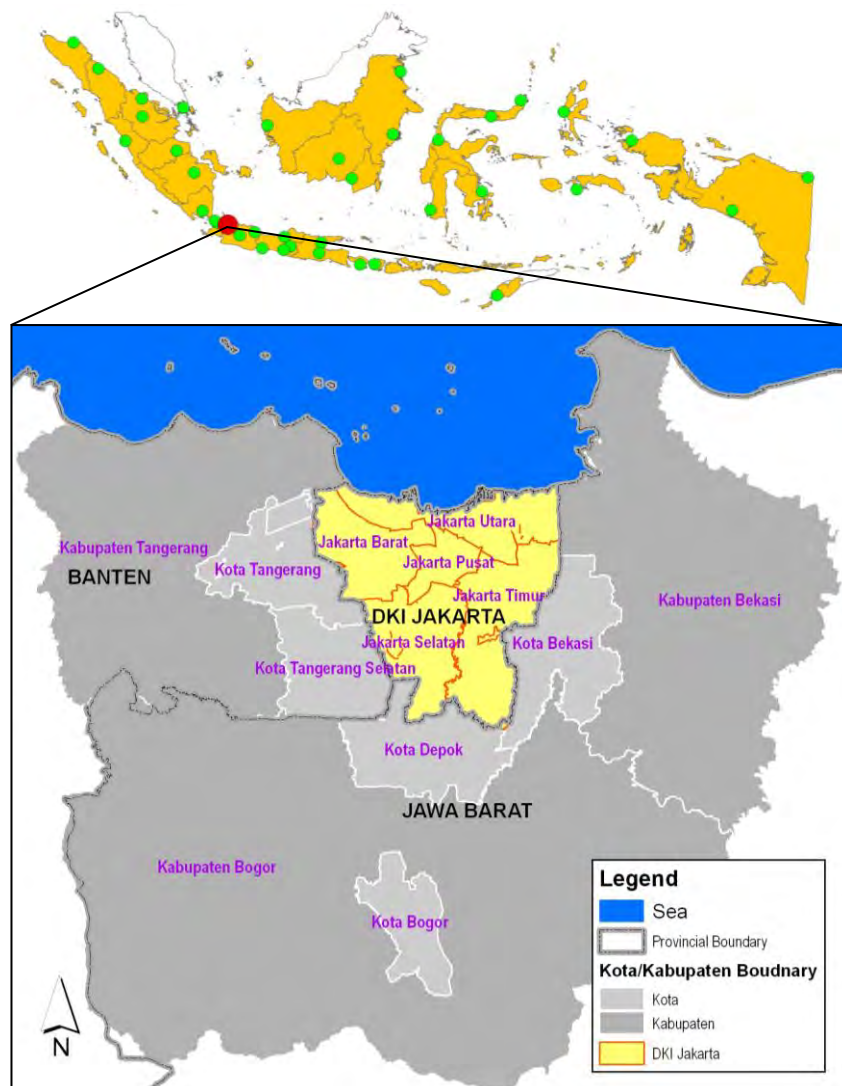 Jakarta Utara
Jakarta Barat
Kabupaten Tangerang
Jakarta Pusat
Kota Tangerang
BANTEN
Jakarta Timur
Kabupaten Bekasi
DKI JAKARTA
Jakarta Selatan
Kota Bekasi
Kota Tangerang Selatan
Kota Depok
JAWA BARAT
Kabupaten Bogor
Kota Bogor
Legend
Sea
Provincial Boundary
Kota/Kabupaten Boudnary
Kota
Kabupaten
DKI Jakarta
N